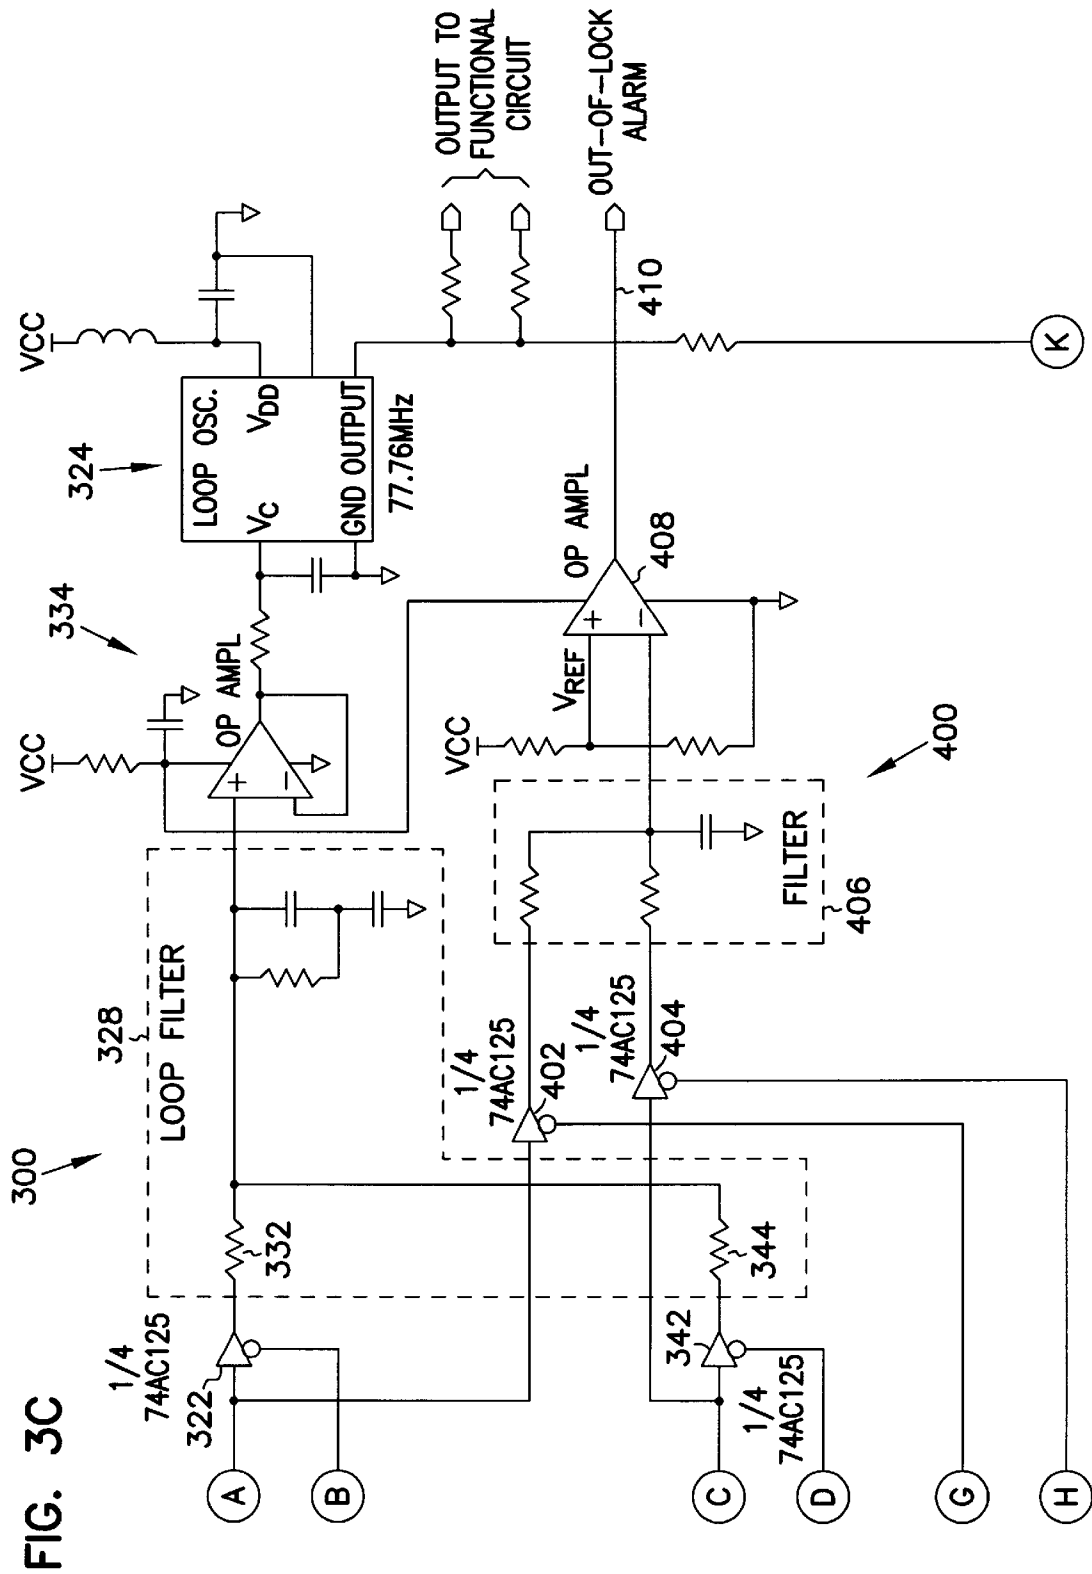 FIG. 3C
300
328
LOOP FILTER
1/4
74AC125
322
332
VCC
OP AMPL
+
−
334
324
LOOP OSC.
VC
VDD
GND OUTPUT
77.76MHz
VCC
OUTPUT TO
FUNCTIONAL
CIRCUIT
OUT-OF-LOCK
ALARM
410
1/4
74AC125
402
1/4
74AC125
404
FILTER
406
400
VCC
VREF
+
−
OP AMPL
408
342
1/4
74AC125
344
A
B
C
D
G
H
K